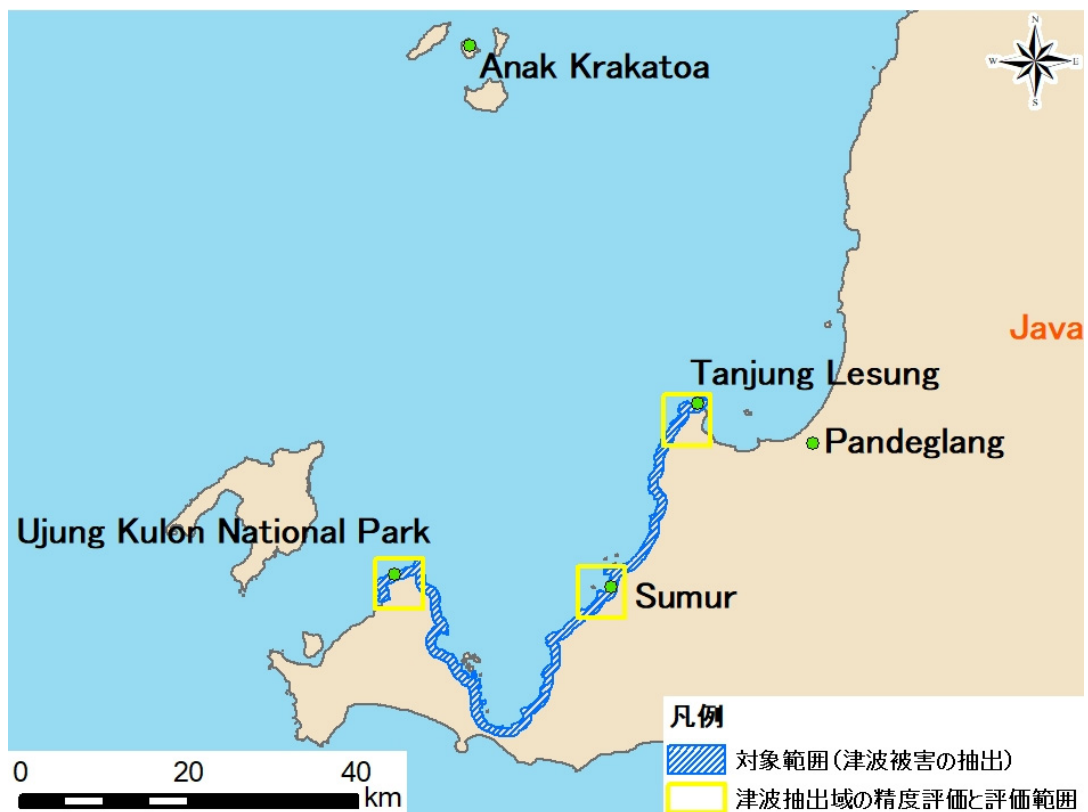 N
W E
S
Anak Krakatoa
Java
Tanjung Lesung
Pandeglang
Ujung Kulon National Park
Sumur
凡例
対象範囲(津波被害の抽出)
津波抽出域の精度評価と評価範囲
0 20 40
km